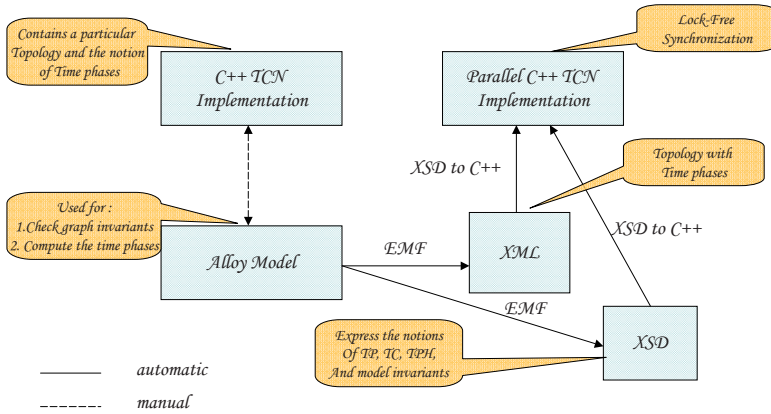 Contains a particular
Topology and the notion
of Time phases
C++ TCN
Implementation
Parallel C++ TCN
Implementation
Lock-Free
Synchronization
XSD to C++
Topology with
Time phases
Used for :
1.Check graph invariants
2. Compute the time phases
Alloy Model
EMF
XML
XSD to C++
EMF
Express the notions
Of TP, TC, TPH,
And model invariants
XSD
automatic
manual